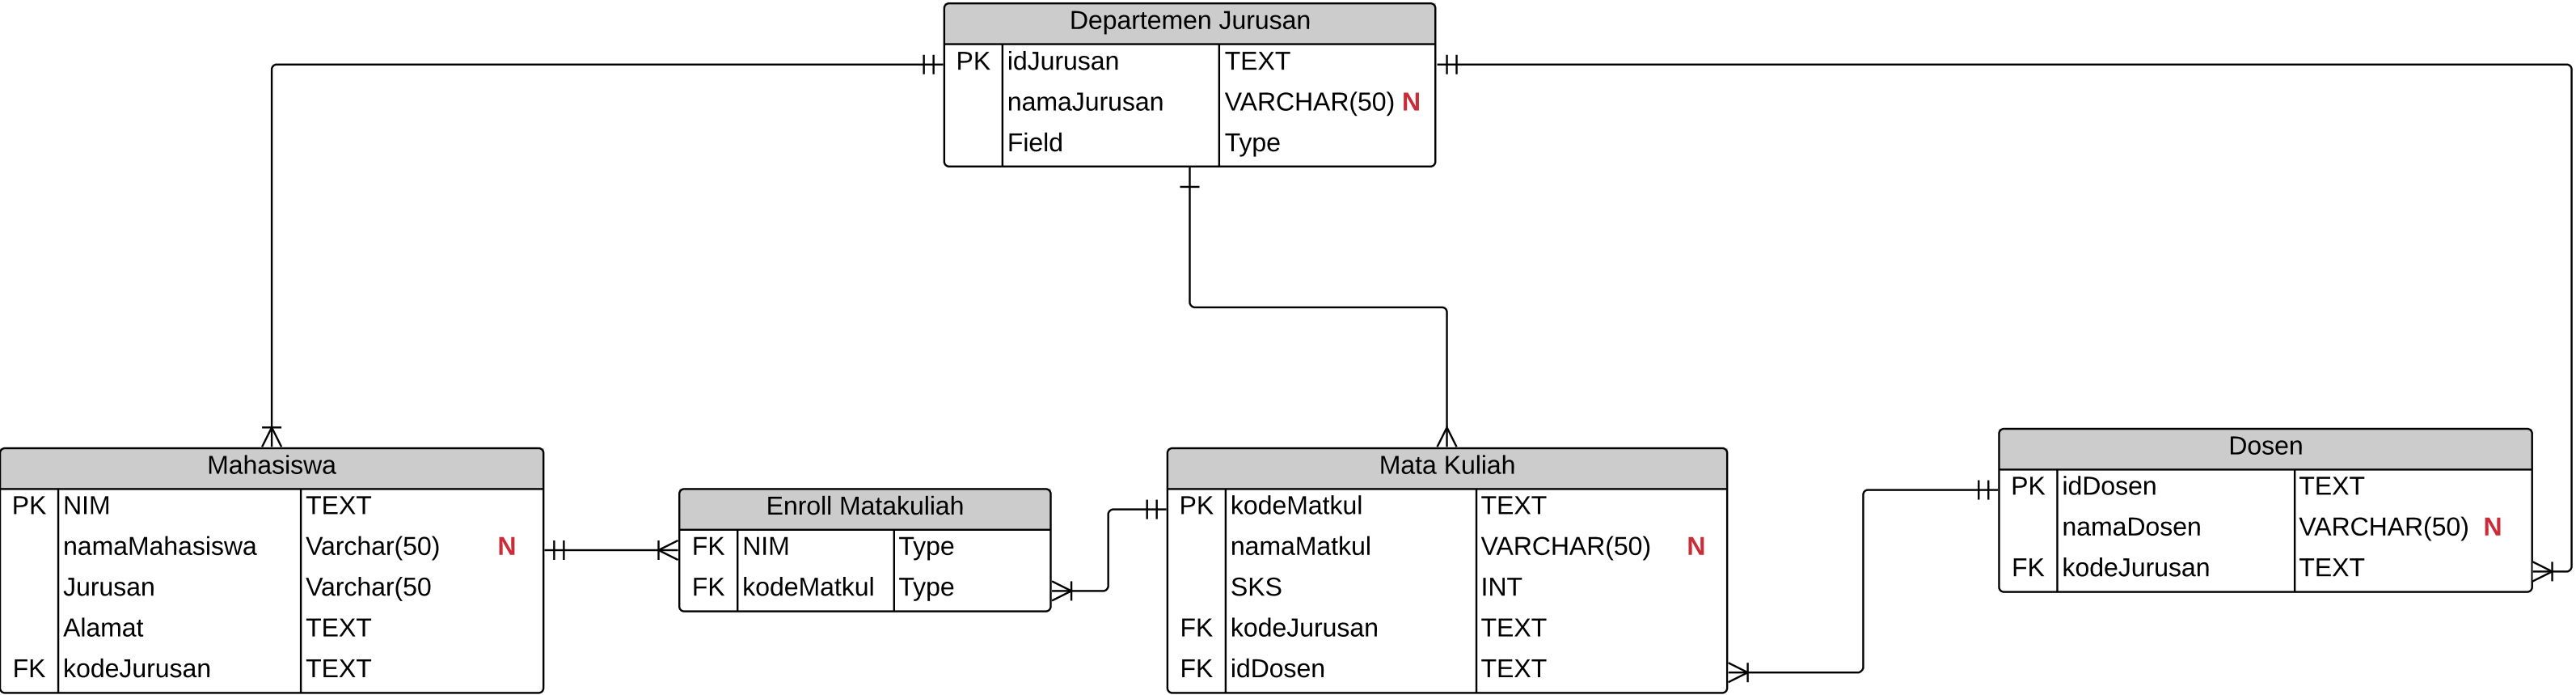 Departemen Jurusan
PK idJurusan TEXT
namaJurusan VARCHAR(50) N
Field Type
Mahasiswa
PK NIM TEXT
namaMahasiswa Varchar(50) N
Jurusan Varchar(50
Alamat TEXT
FK kodeJurusan TEXT
Enroll Matakuliah
FK NIM Type
FK kodeMatkul Type
Mata Kuliah
PK kodeMatkul TEXT
namaMatkul VARCHAR(50) N
SKS INT
FK kodeJurusan TEXT
FK idDosen TEXT
Dosen
PK idDosen TEXT
namaDosen VARCHAR(50) N
FK kodeJurusan TEXT